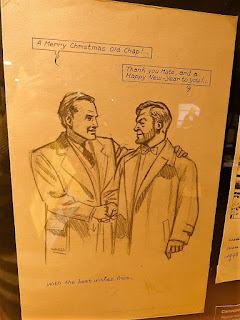 A Merry Christmas Old Chap!..
Thank you Mate, and a
Happy New-Year to you!..
With the best wishes from..